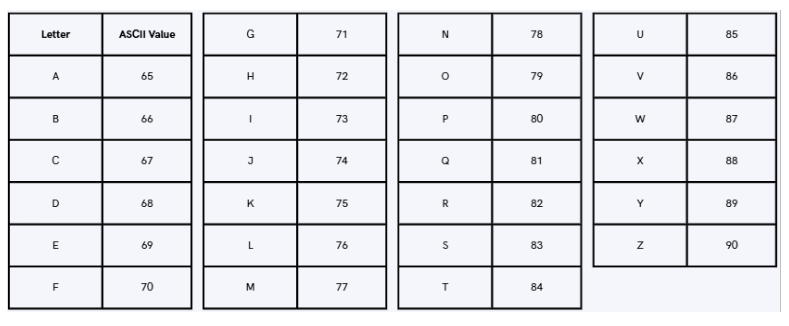 Letter ASCII Value
A 65
B 66
C 67
D 68
E 69
F 70
G 71
H 72
I 73
J 74
K 75
L 76
M 77
N 78
O 79
P 80
Q 81
R 82
S 83
T 84
U 85
V 86
W 87
X 88
Y 89
Z 90